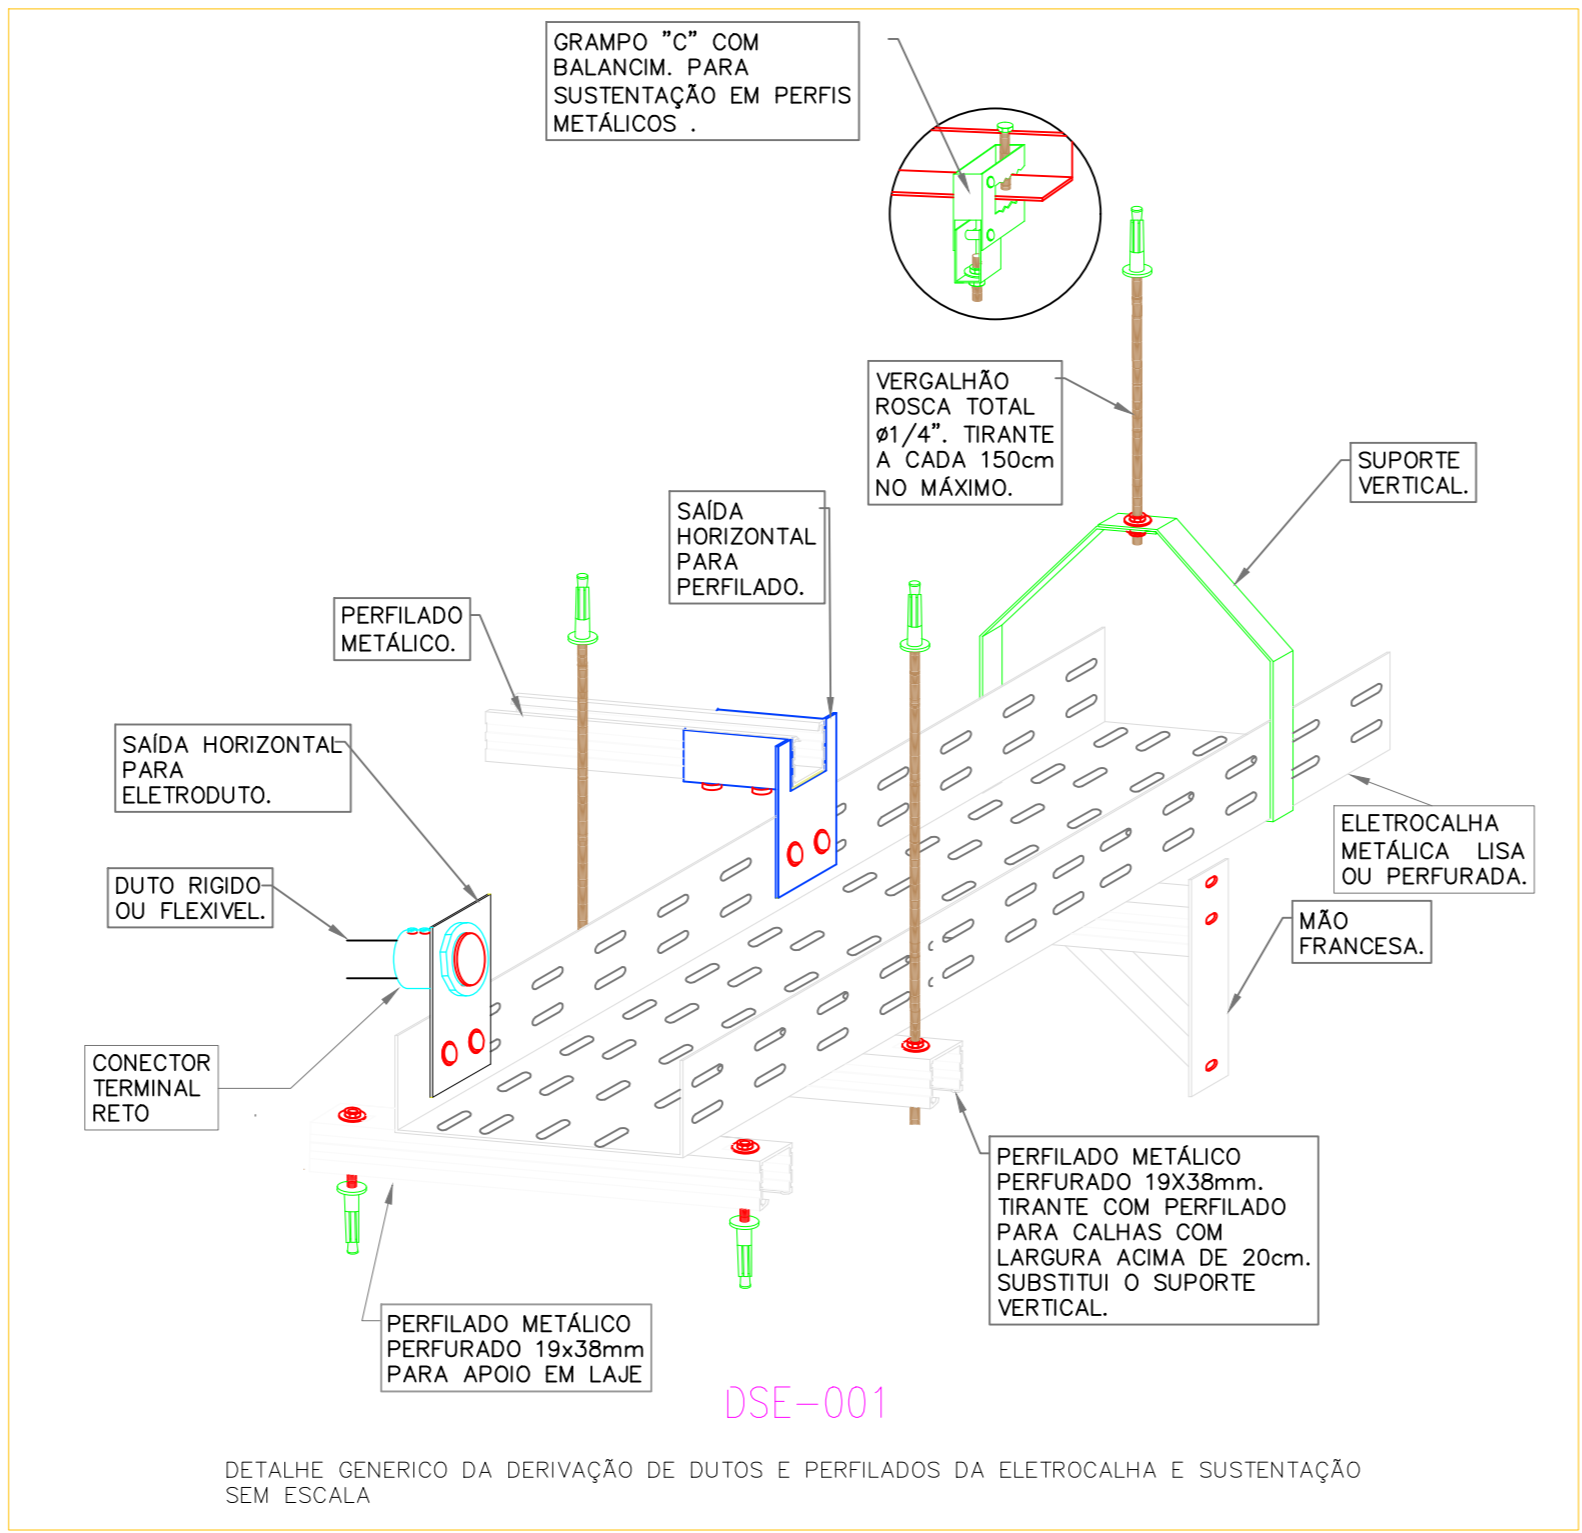 GRAMPO "C" COM
BALANCIM. PARA
SUSTENTAÇÃO EM PERFIS
METÁLICOS .
VERGALHÃO
ROSCA TOTAL
ø1/4". TIRANTE
A CADA 150cm
NO MÁXIMO.
SUPORTE
VERTICAL.
SAÍDA
HORIZONTAL
PARA
PERFILADO.
PERFILADO
METÁLICO.
SAÍDA HORIZONTAL
PARA
ELETRODUTO.
ELETROCALHA
METÁLICA LISA
OU PERFURADA.
DUTO RIGIDO
OU FLEXIVEL.
MÃO
FRANCESA.
CONECTOR
TERMINAL
RETO
PERFILADO METÁLICO
PERFURADO 19X38mm.
TIRANTE COM PERFILADO
PARA CALHAS COM
LARGURA ACIMA DE 20cm.
SUBSTITUI O SUPORTE
VERTICAL.
PERFILADO METÁLICO
PERFURADO 19x38mm
PARA APOIO EM LAJE
DSE-001
DETALHE GENERICO DA DERIVAÇÃO DE DUTOS E PERFILADOS DA ELETROCALHA E SUSTENTAÇÃO
SEM ESCALA